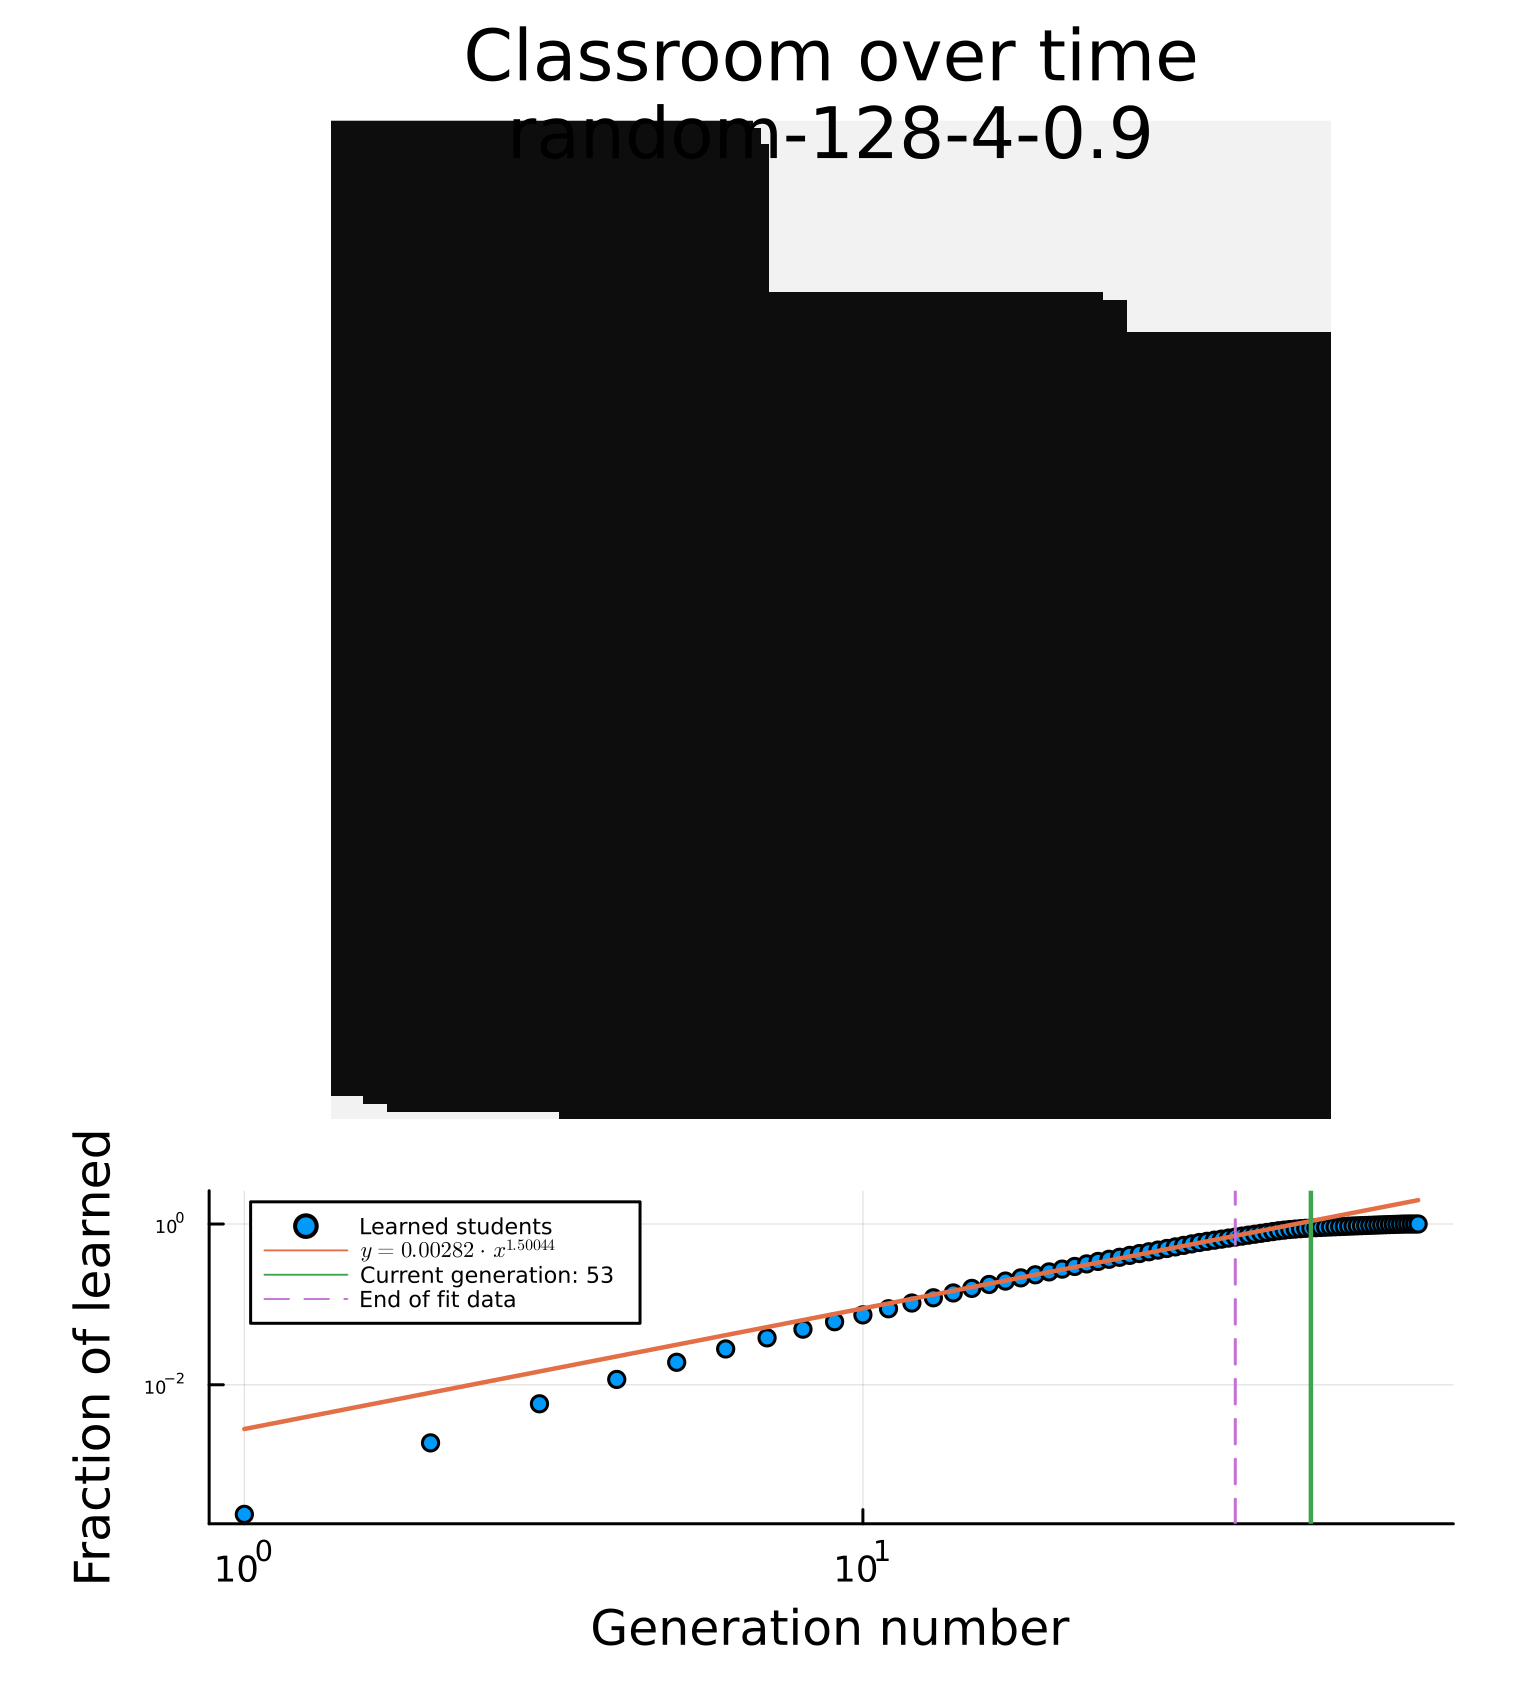 Classroom over time
random-128-4-0.9
Fraction of learned
10^0
10^-2
Learned students
y = 0.00282 · x^1.50044
Current generation: 53
End of fit data
10^0
10^1
Generation number